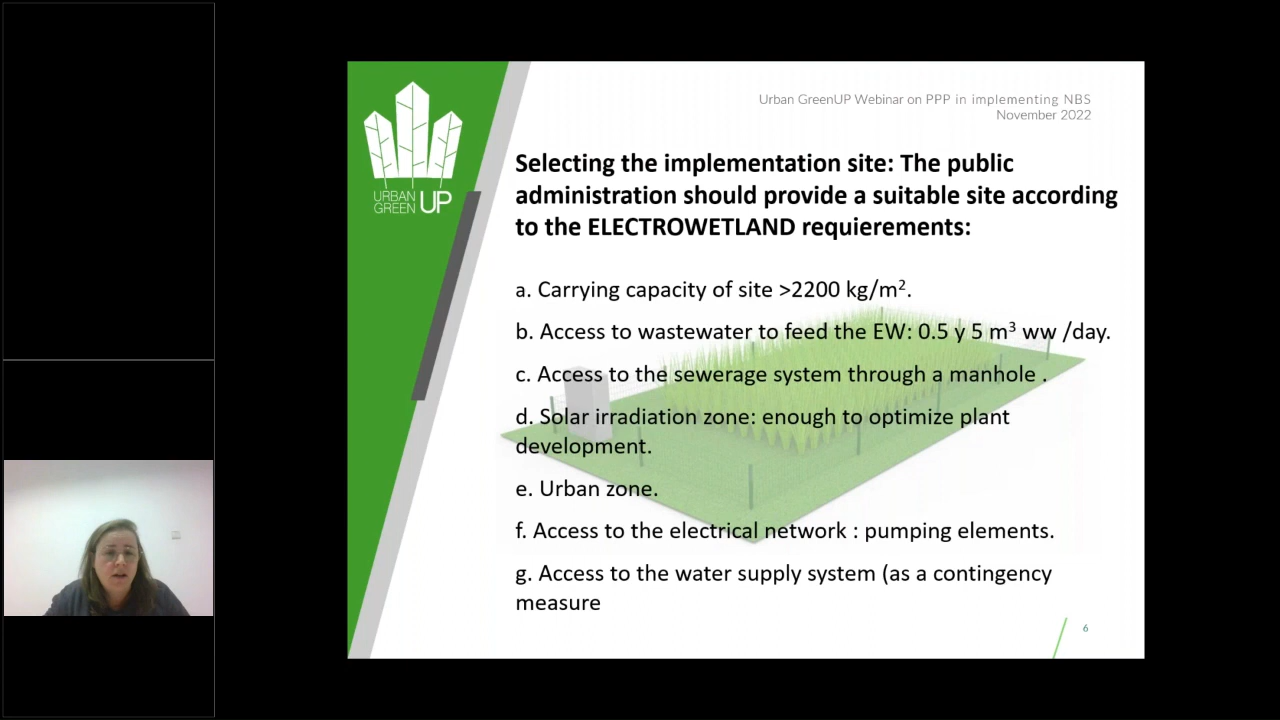 URBAN
GREEN UP
Urban GreenUP Webinar on PPP in implementing NBS
November 2022
Selecting the implementation site: The public
administration should provide a suitable site according
to the ELECTROWETLAND requierements:
a. Carrying capacity of site >2200 kg/m².
b. Access to wastewater to feed the EW: 0.5 y 5 m³ ww /day.
c. Access to the sewerage system through a manhole .
d. Solar irradiation zone: enough to optimize plant
development.
e. Urban zone.
f. Access to the electrical network : pumping elements.
g. Access to the water supply system (as a contingency
measure
6